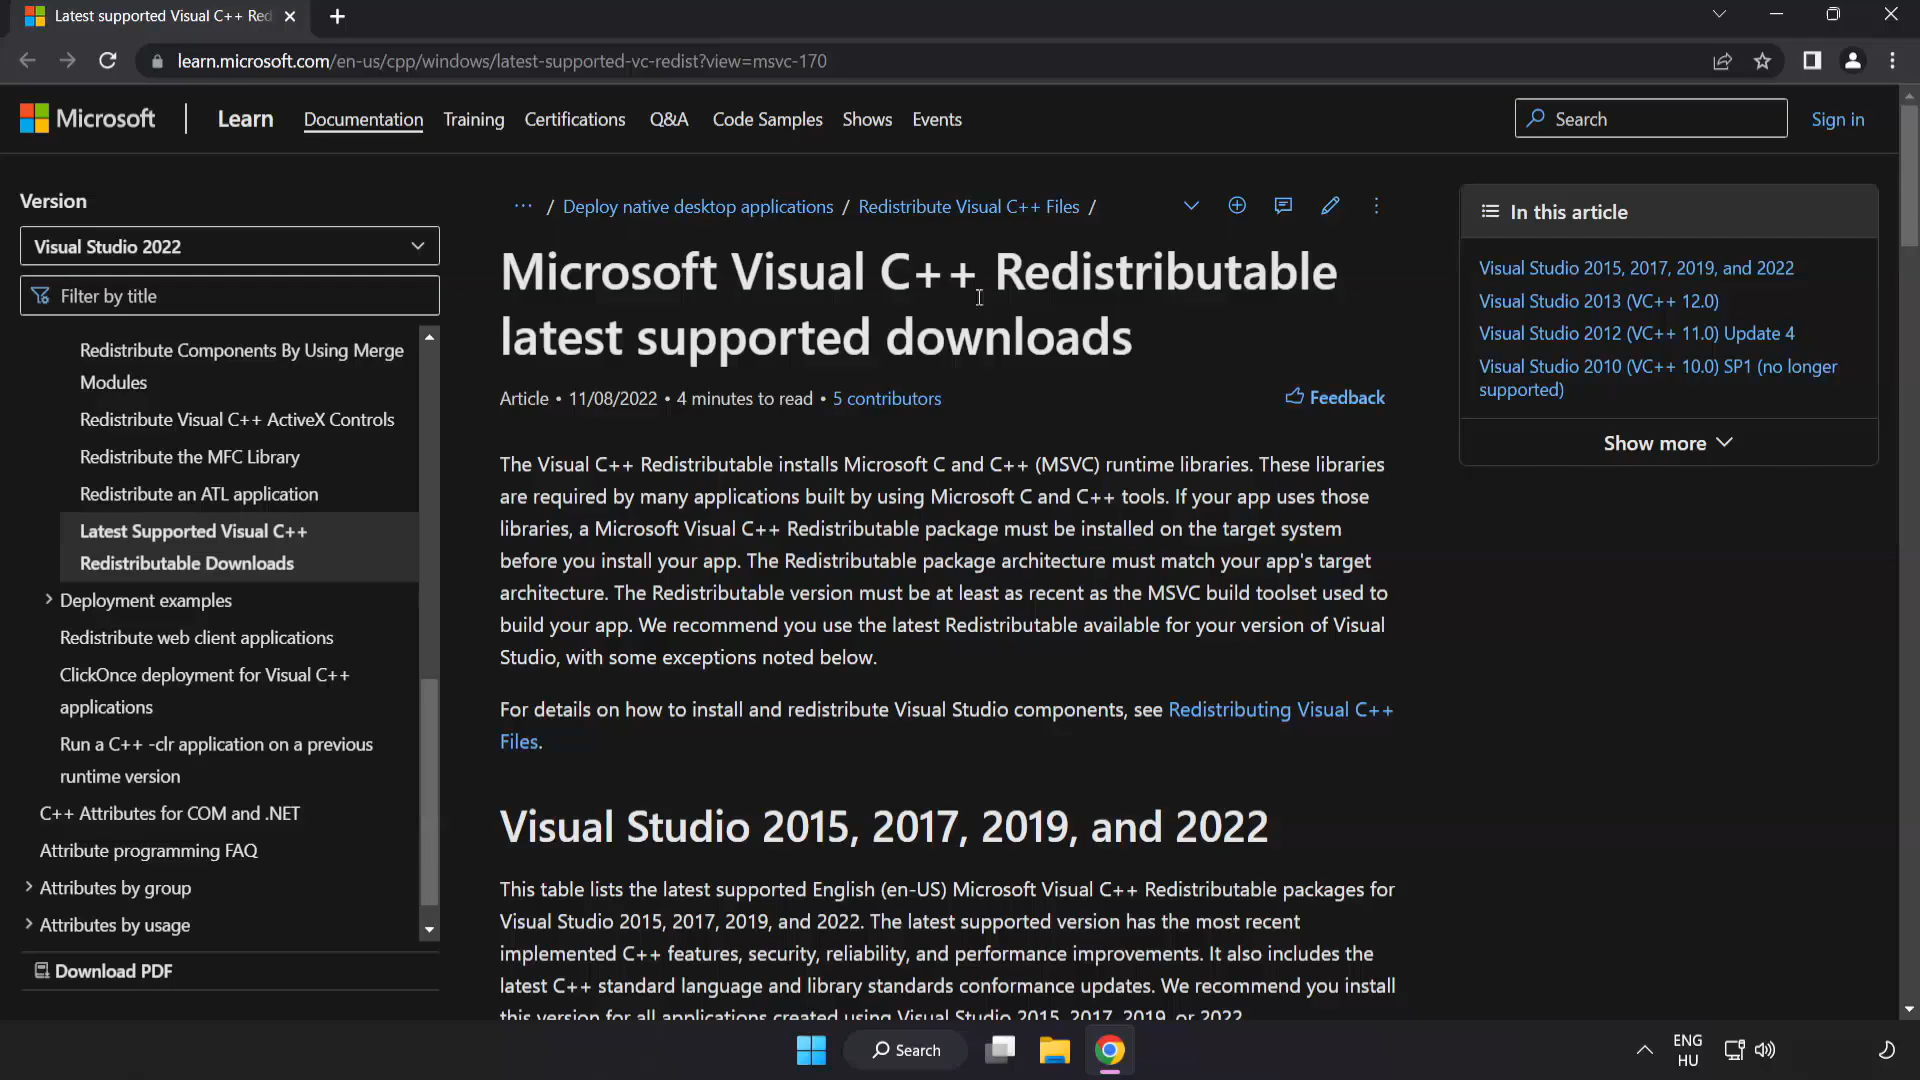 Latest supported Visual C++ Red
learn.microsoft.com/en-us/cpp/windows/latest-supported-vc-redist?view=msvc-170
Microsoft
Learn
Documentation
Training
Certifications
Q&A
Code Samples
Shows
Events
Search
Sign in
Version
Visual Studio 2022
Filter by title
Redistribute Components By Using Merge
Modules
Redistribute Visual C++ ActiveX Controls
Redistribute the MFC Library
Redistribute an ATL application
Latest Supported Visual C++
Redistributable Downloads
Deployment examples
Redistribute web client applications
ClickOnce deployment for Visual C++
applications
Run a C++ -clr application on a previous
runtime version
C++ Attributes for COM and .NET
Attribute programming FAQ
Attributes by group
Attributes by usage
Download PDF
··· / Deploy native desktop applications / Redistribute Visual C++ Files /
Microsoft Visual C++ Redistributable
latest supported downloads
Article • 11/08/2022 • 4 minutes to read • 5 contributors
Feedback
The Visual C++ Redistributable installs Microsoft C and C++ (MSVC) runtime libraries. These libraries
are required by many applications built by using Microsoft C and C++ tools. If your app uses those
libraries, a Microsoft Visual C++ Redistributable package must be installed on the target system
before you install your app. The Redistributable package architecture must match your app's target
architecture. The Redistributable version must be at least as recent as the MSVC build toolset used to
build your app. We recommend you use the latest Redistributable available for your version of Visual
Studio, with some exceptions noted below.
For details on how to install and redistribute Visual Studio components, see Redistributing Visual C++
Files.
Visual Studio 2015, 2017, 2019, and 2022
This table lists the latest supported English (en-US) Microsoft Visual C++ Redistributable packages for
Visual Studio 2015, 2017, 2019, and 2022. The latest supported version has the most recent
implemented C++ features, security, reliability, and performance improvements. It also includes the
latest C++ standard language and library standards conformance updates. We recommend you install
this version for all applications created using Visual Studio 2015, 2017, 2019, or 2022.
In this article
Visual Studio 2015, 2017, 2019, and 2022
Visual Studio 2013 (VC++ 12.0)
Visual Studio 2012 (VC++ 11.0) Update 4
Visual Studio 2010 (VC++ 10.0) SP1 (no longer
supported)
Show more
Search
ENG
HU